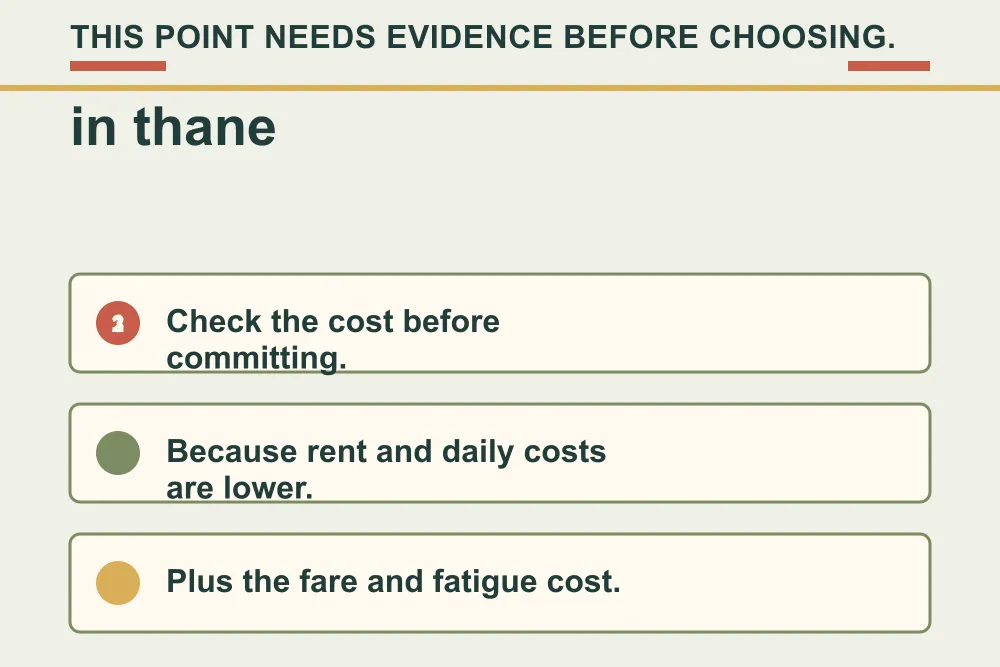 THIS POINT NEEDS EVIDENCE BEFORE CHOOSING.
in thane
Check the cost before
committing.
Because rent and daily costs
are lower.
Plus the fare and fatigue cost.